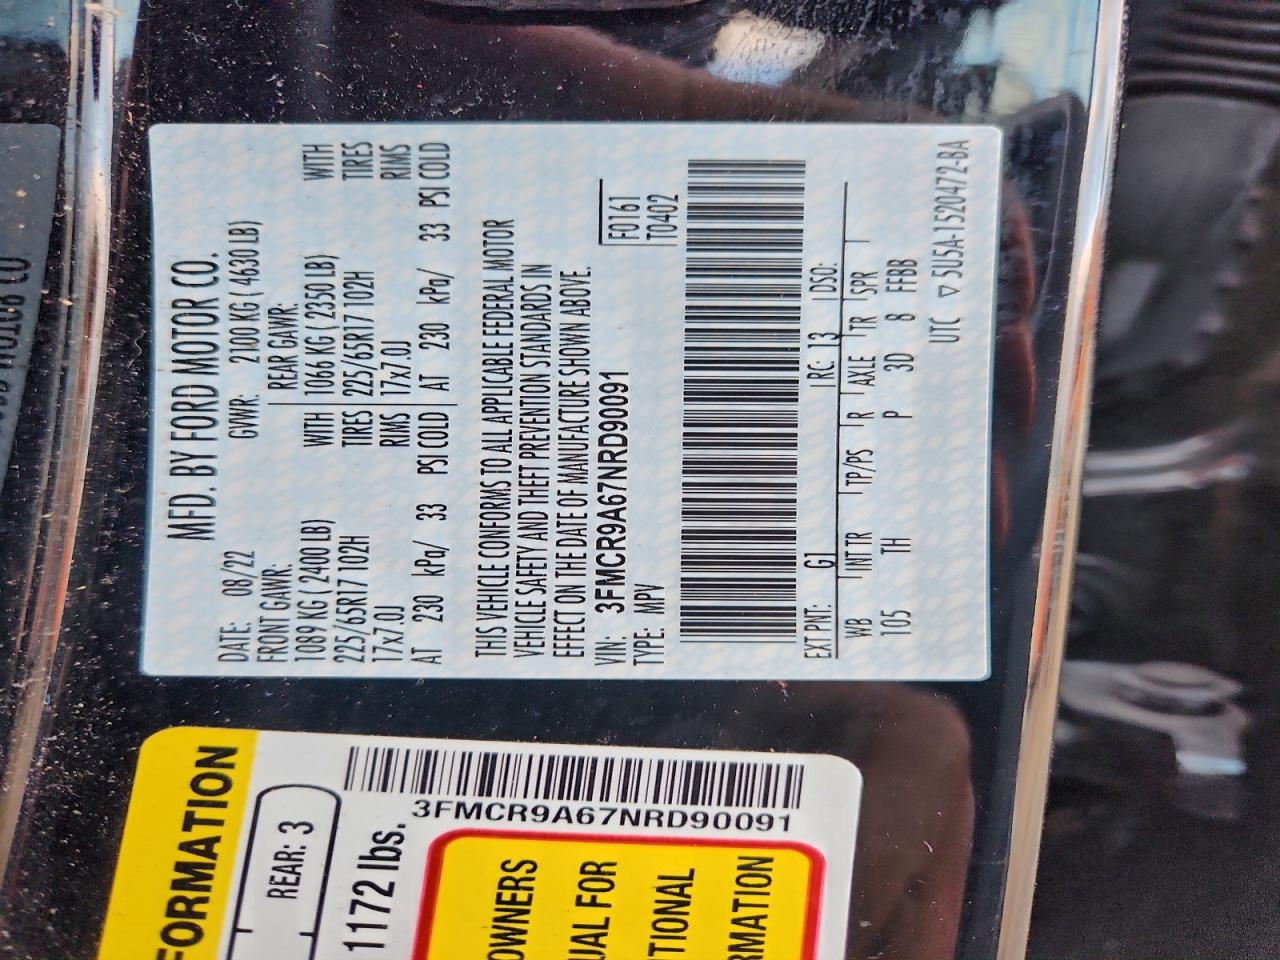 MFD. BY FORD MOTOR CO.
DATE: 08/22 GVWR: 2100 KG ( 4630 LB)
FRONT GAWR: REAR GAWR:
1089 KG ( 2400 LB) WITH 1066 KG ( 2350 LB) WITH
225/65R17 102H TIRES 225/65R17 102H TIRES
17x7.0J RIMS 17x7.0J RIMS
AT 230 kPa/ 33 PSI COLD AT 230 kPa/ 33 PSI COLD
THIS VEHICLE CONFORMS TO ALL APPLICABLE FEDERAL MOTOR
VEHICLE SAFETY AND THEFT PREVENTION STANDARDS IN
EFFECT ON THE DATE OF MANUFACTURE SHOWN ABOVE.
VIN: 3FMCR9A67NRD90091 F0161
TYPE: MPV T0402
EXT PNT: G1 RC: 13 DSO:
WB INT TR TP/PS R AXLE TR SPR
105 TH P 3D 8 FFBB
UTC ▽ 5U5A-1520472-BA
FORMATION
REAR: 3
1172 lbs.
3FMCR9A67NRD90091
OWNERS
UAL FOR
TIONAL
RMATION